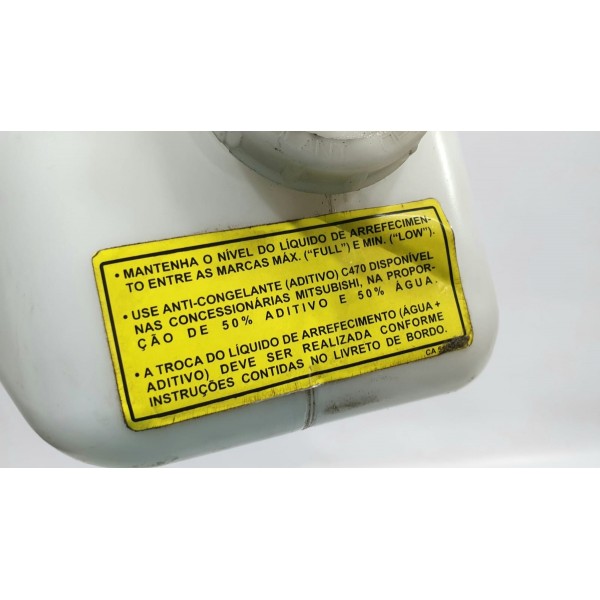 • MANTENHA O NÍVEL DO LÍQUIDO DE ARREFECIMEN-
TO ENTRE AS MARCAS MÁX. ("FULL") E MIN. ("LOW").
• USE ANTI-CONGELANTE (ADITIVO) C470 DISPONÍVEL
NAS CONCESSIONÁRIAS MITSUBISHI, NA PROPOR-
ÇÃO DE 50% ADITIVO E 50% ÁGUA.
• A TROCA DO LÍQUIDO DE ARREFECIMENTO (ÁGUA +
ADITIVO) DEVE SER REALIZADA CONFORME
INSTRUÇÕES CONTIDAS NO LIVRETO DE BORDO.
CA